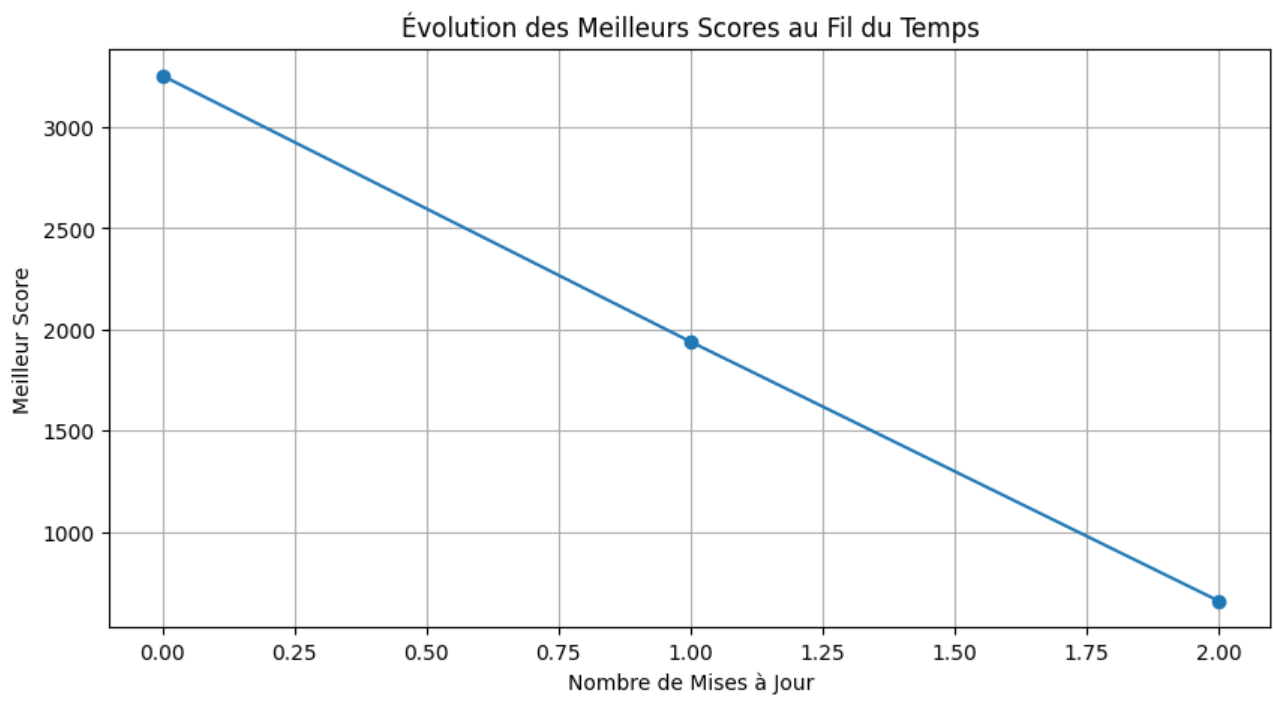 Évolution des Meilleurs Scores au Fil du Temps
Meilleur Score
3000
2500
2000
1500
1000
0.00 0.25 0.50 0.75 1.00 1.25 1.50 1.75 2.00
Nombre de Mises à Jour